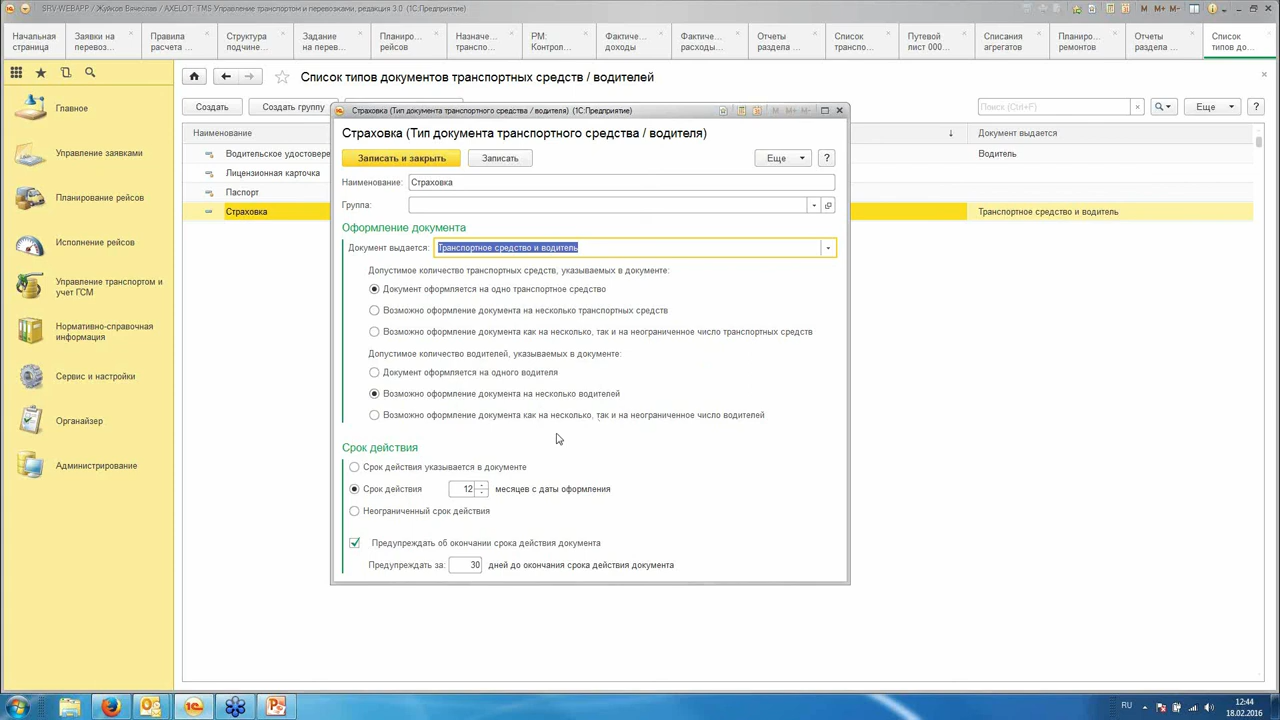 SRV-WEBAPP / Жуйков Вячеслав / AXELOT: TMS Управление транспортом и перевозками, редакция 3.0 (1С:Предприятие)
M M+ M-
Начальная страница
Заявки на перевоз...
Правила расчета ...
Структура подчине...
Задание на перев...
Планиро... рейсов
Назначе... транспо...
РМ: Контрол...
Фактиче... доходы
Фактиче... расходы...
Отчеты раздела ...
Список транспо...
Путевой лист 000...
Списания агрегатов
Планиро... ремонтов
Отчеты раздела ...
Список типов до...
Главное
Управление заявками
Планирование рейсов
Исполнение рейсов
Управление транспортом и
учет ГСМ
Нормативно-справочная
информация
Сервис и настройки
Органайзер
Администрирование
Список типов документов транспортных средств / водителей
Создать
Создать группу
Поиск (Ctrl+F)
×
Еще
?
Наименование
↓
Документ выдается
Водительское удостовере
Водитель
Лицензионная карточка
Паспорт
Страховка
Транспортное средство и водитель
Страховка (Тип документа транспортного средства / водителя) (1С:Предприятие)
M M+ M-
Страховка (Тип документа транспортного средства / водителя)
Записать и закрыть
Записать
Еще
?
Наименование:
Страховка
Группа:
Оформление документа
Документ выдается:
Транспортное средство и водитель
Допустимое количество транспортных средств, указываемых в документе:
Документ оформляется на одно транспортное средство
Возможно оформление документа на несколько транспортных средств
Возможно оформление документа как на несколько, так и на неограниченное число транспортных средств
Допустимое количество водителей, указываемых в документе:
Документ оформляется на одного водителя
Возможно оформление документа на несколько водителей
Возможно оформление документа как на несколько, так и на неограниченное число водителей
Срок действия
Срок действия указывается в документе
Срок действия 12 месяцев с даты оформления
Неограниченный срок действия
Предупреждать об окончании срока действия документа
Предупреждать за: 30 дней до окончания срока действия документа
RU
12:44
18.02.2016